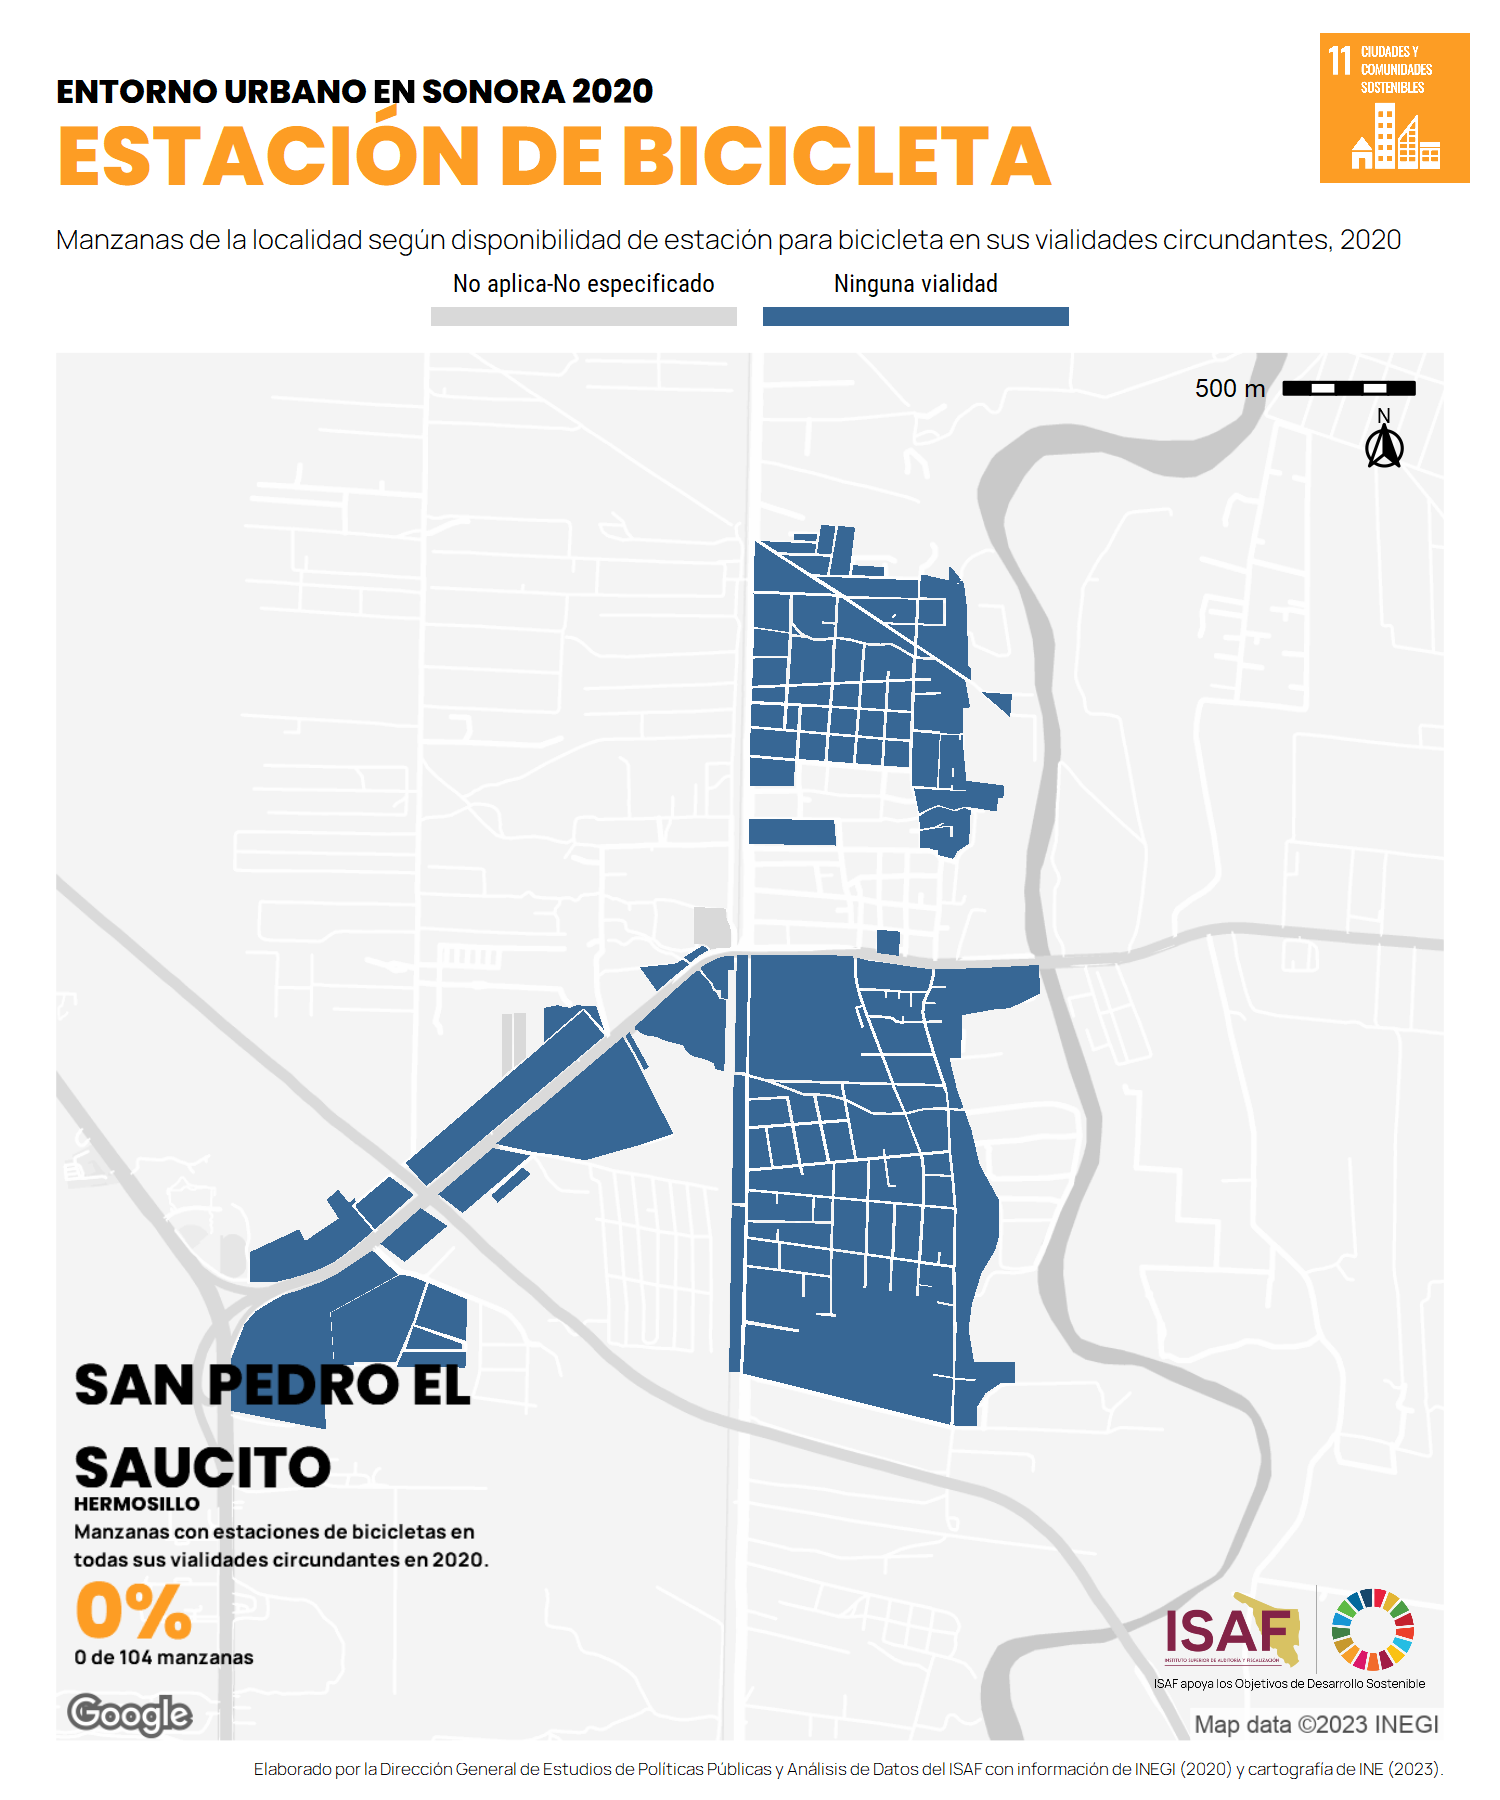 ENTORNO URBANO EN SONORA 2020
ESTACIÓN DE BICICLETA
11 CIUDADES Y
COMUNIDADES
SOSTENIBLES
Manzanas de la localidad según disponibilidad de estación para bicicleta en sus vialidades circundantes, 2020
No aplica-No especificado
Ninguna vialidad
500 m
N
SAN PEDRO EL
SAUCITO
HERMOSILLO
Manzanas con estaciones de bicicletas en
todas sus vialidades circundantes en 2020.
0%
0 de 104 manzanas
Google
ISAF
INSTITUTO SUPERIOR DE AUDITORÍA Y FISCALIZACIÓN
ISAF apoya los Objetivos de Desarrollo Sostenible
Map data ©2023 INEGI
Elaborado por la Dirección General de Estudios de Políticas Públicas y Análisis de Datos del ISAF con información de INEGI (2020) y cartografía de INE (2023).